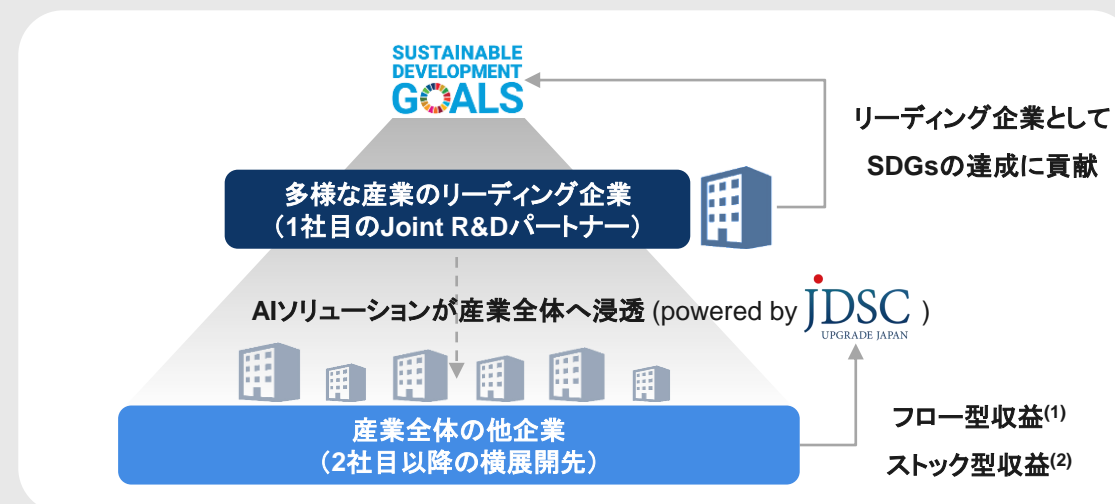 SUSTAINABLE
DEVELOPMENT
GOALS
リーディング企業として
SDGsの達成に貢献
多様な産業のリーディング企業
（1社目のJoint R&Dパートナー）
AIソリューションが産業全体へ浸透 (powered by JDSC )
UPGRADE JAPAN
産業全体の他企業
（2社目以降の横展開先）
フロー型収益(1)
ストック型収益(2)